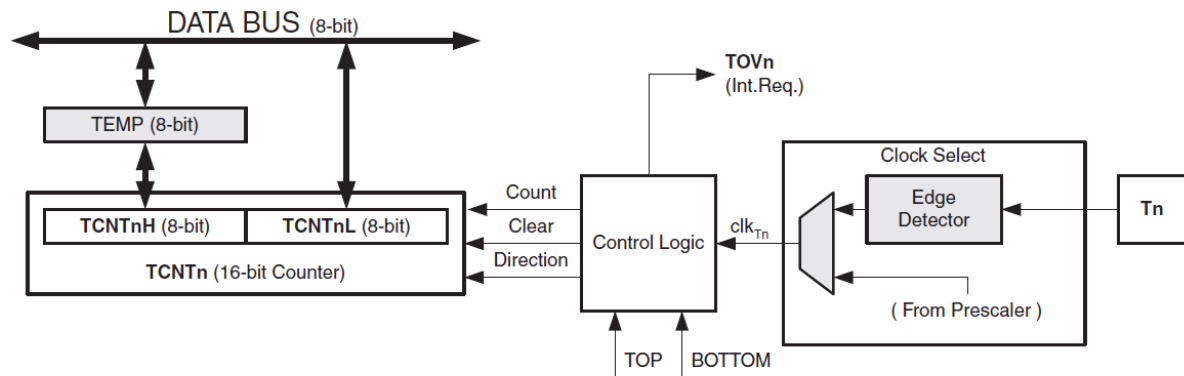 DATA BUS (8-bit)
TOVn
(Int.Req.)
TEMP (8-bit)
Clock Select
Count
Edge
Detector
Tn
TCNTnH (8-bit) TCNTnL (8-bit)
Clear
Control Logic
clkTn
TCNTn (16-bit Counter)
Direction
( From Prescaler )
TOP
BOTTOM